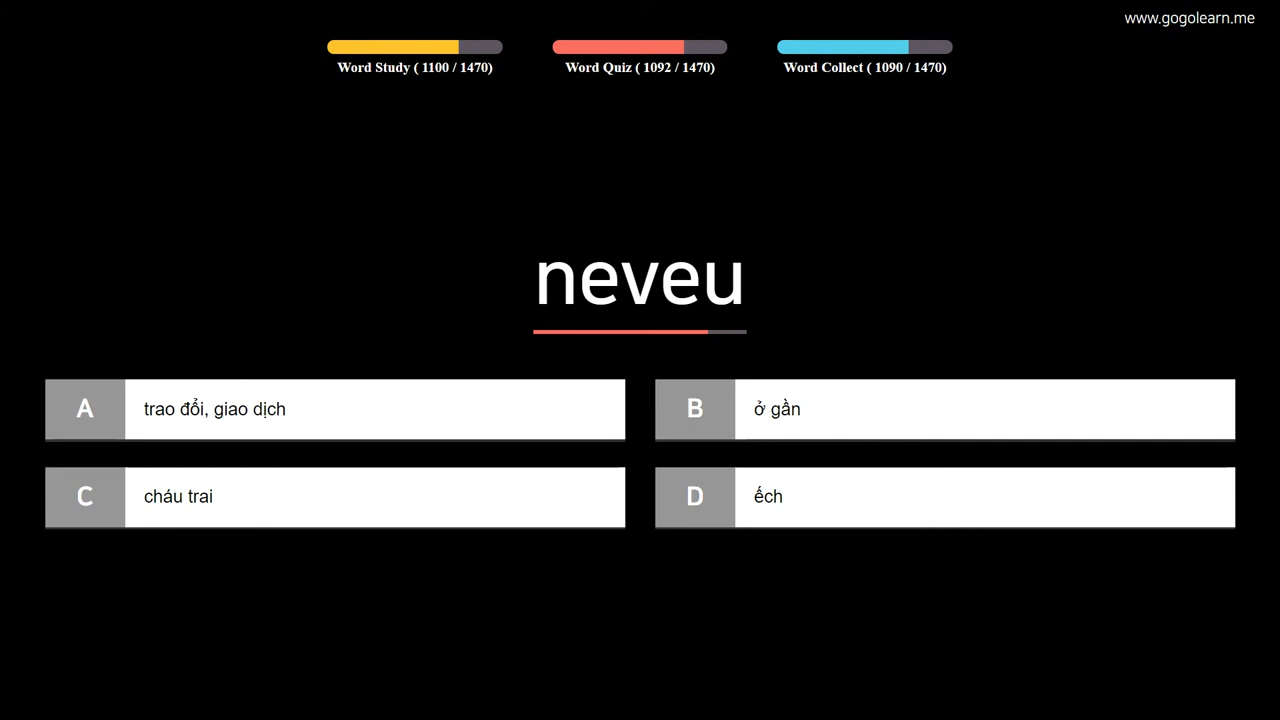 www.gogolearn.me
Word Study ( 1100 / 1470)
Word Quiz ( 1092 / 1470)
Word Collect ( 1090 / 1470)
neveu
A trao đổi, giao dịch
B ở gần
C cháu trai
D ếch